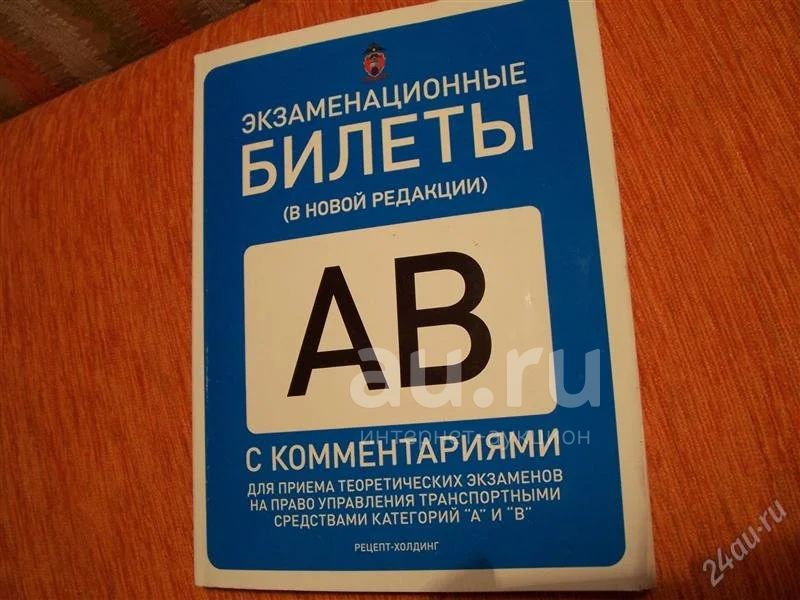 ЭКЗАМЕНАЦИОННЫЕ
БИЛЕТЫ
(В НОВОЙ РЕДАКЦИИ)
АВ
au.ru
интернет-аукцион
С КОММЕНТАРИЯМИ
ДЛЯ ПРИЕМА ТЕОРЕТИЧЕСКИХ ЭКЗАМЕНОВ
НА ПРАВО УПРАВЛЕНИЯ ТРАНСПОРТНЫМИ
СРЕДСТВАМИ КАТЕГОРИЙ "А" И "В"
РЕЦЕПТ-ХОЛДИНГ
24au.ru